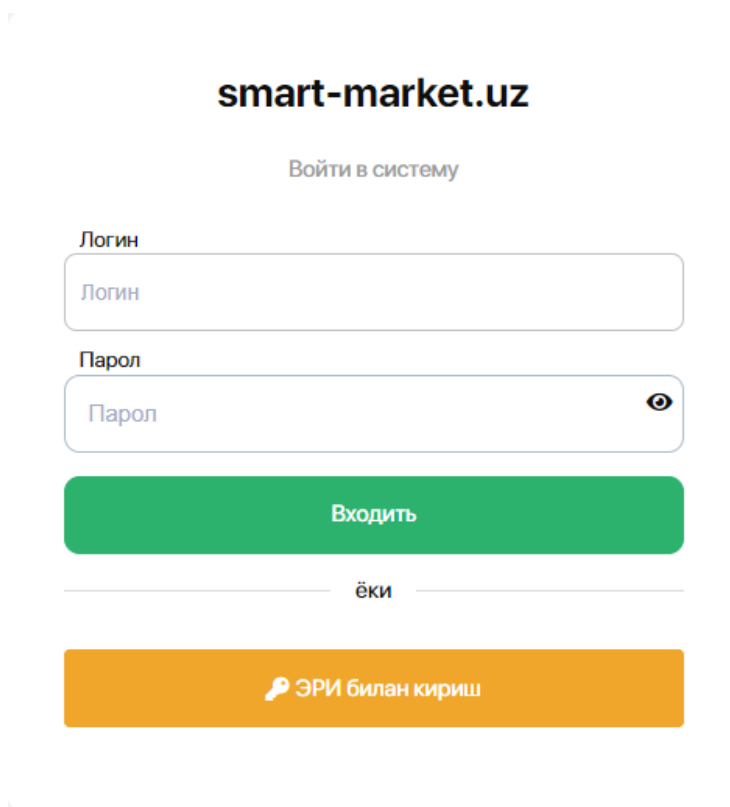 smart-market.uz
Войти в систему
Логин
Логин
Парол
Парол
Входить
ёки
ЭРИ билан кириш